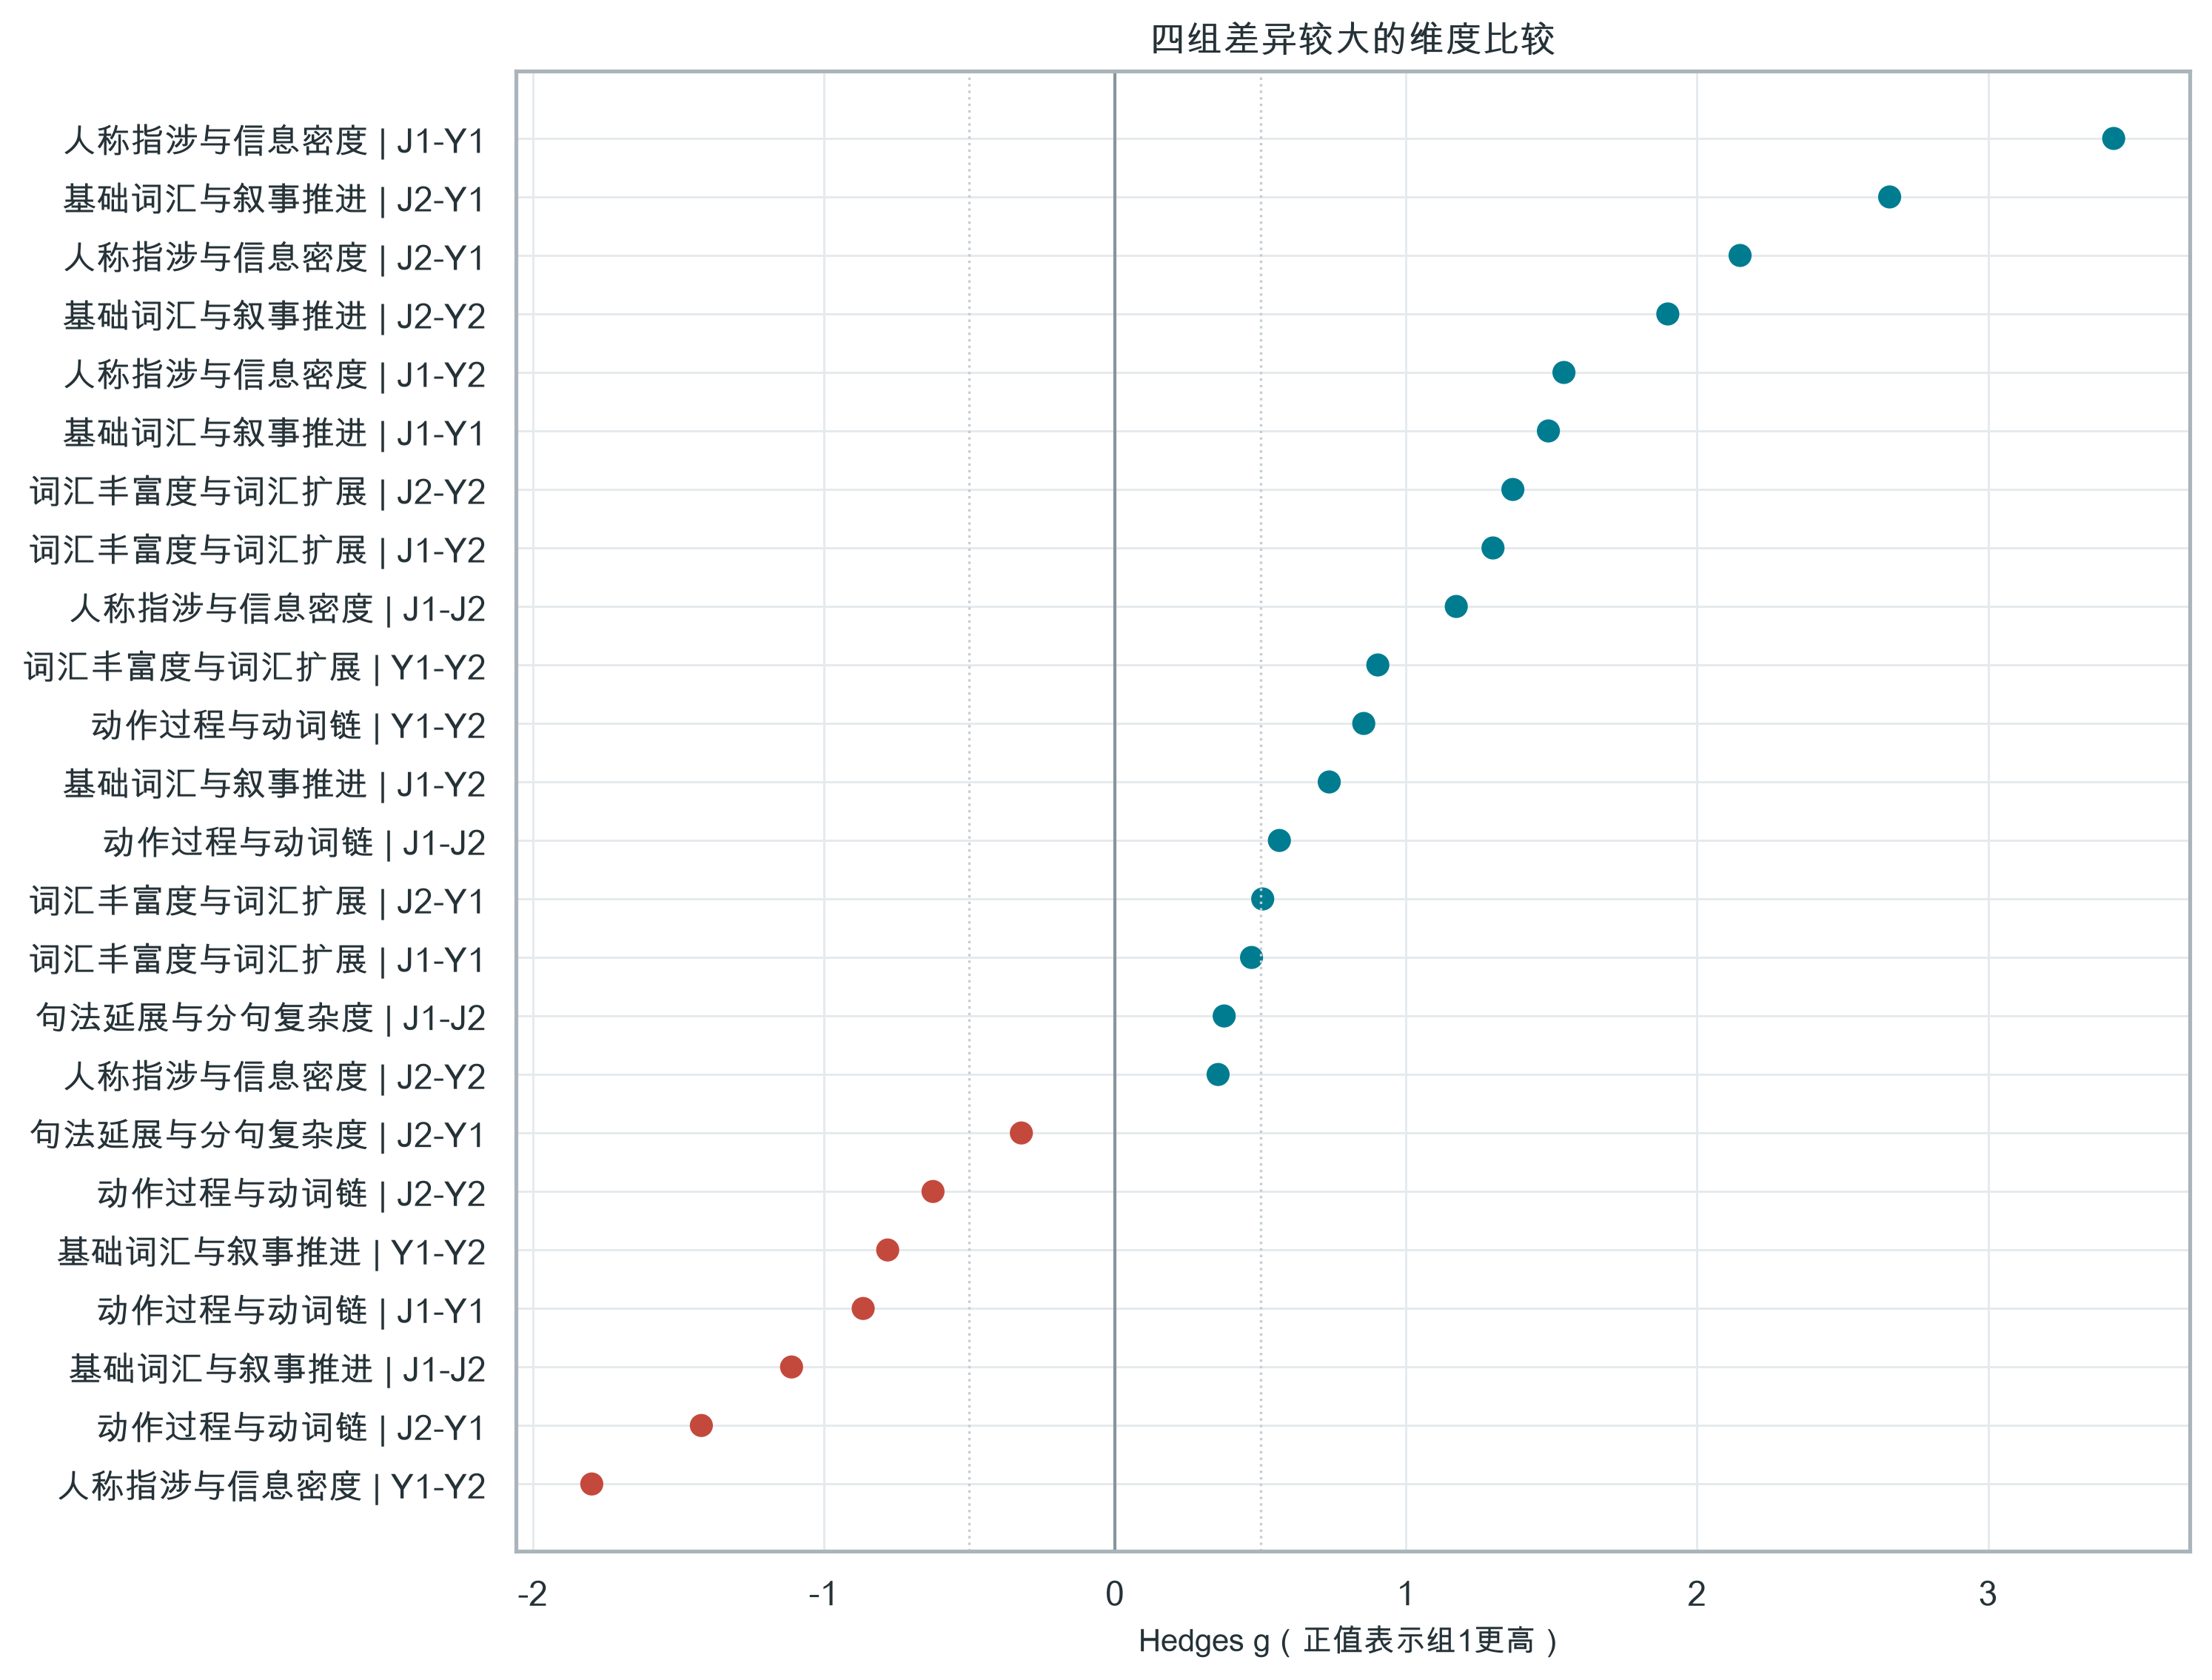 四组差异较大的维度比较
人称指涉与信息密度 | J1-Y1
基础词汇与叙事推进 | J2-Y1
人称指涉与信息密度 | J2-Y1
基础词汇与叙事推进 | J2-Y2
人称指涉与信息密度 | J1-Y2
基础词汇与叙事推进 | J1-Y1
词汇丰富度与词汇扩展 | J2-Y2
词汇丰富度与词汇扩展 | J1-Y2
人称指涉与信息密度 | J1-J2
词汇丰富度与词汇扩展 | Y1-Y2
动作过程与动词链 | Y1-Y2
基础词汇与叙事推进 | J1-Y2
动作过程与动词链 | J1-J2
词汇丰富度与词汇扩展 | J2-Y1
词汇丰富度与词汇扩展 | J1-Y1
句法延展与分句复杂度 | J1-J2
人称指涉与信息密度 | J2-Y2
句法延展与分句复杂度 | J2-Y1
动作过程与动词链 | J2-Y2
基础词汇与叙事推进 | Y1-Y2
动作过程与动词链 | J1-Y1
基础词汇与叙事推进 | J1-J2
动作过程与动词链 | J2-Y1
人称指涉与信息密度 | Y1-Y2
-2 -1 0 1 2 3
Hedges g（正值表示组1更高）